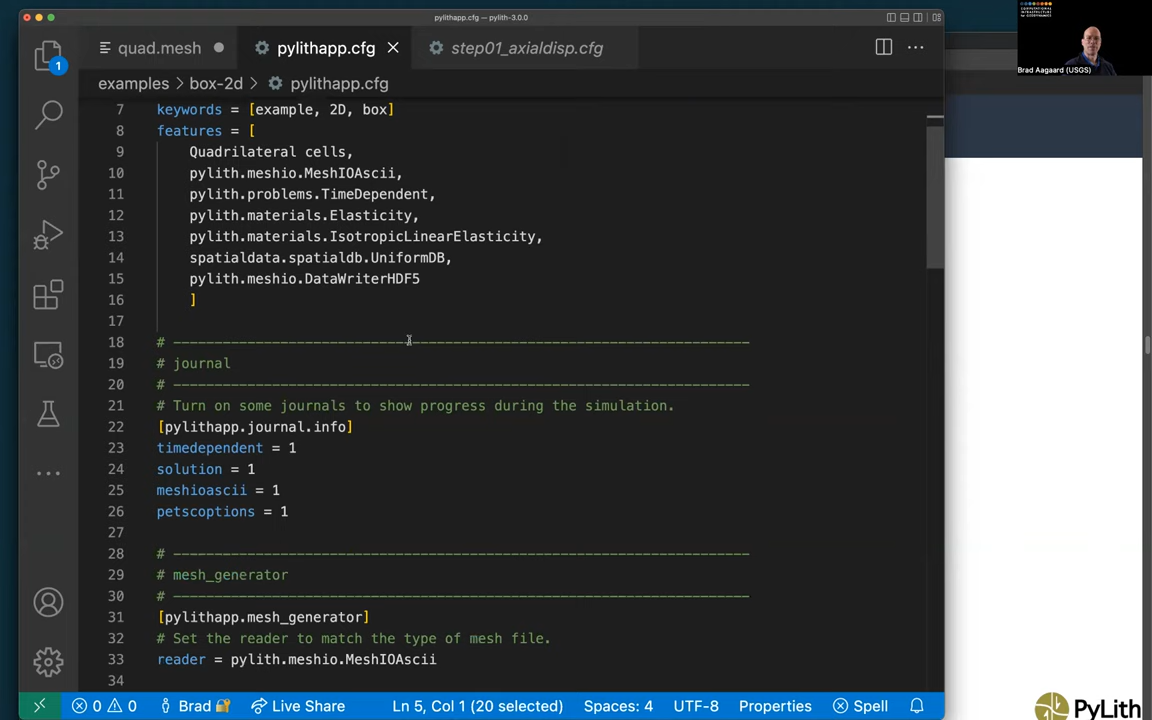 pylithapp.cfg — pylith-3.0.0
COMPUTATIONAL
INFRASTRUCTURE
for GEODYNAMICS
Brad Aagaard (USGS)
quad.mesh
pylithapp.cfg
step01_axialdisp.cfg
examples > box-2d > pylithapp.cfg
7 keywords = [example, 2D, box]
8 features = [
9 Quadrilateral cells,
10 pylith.meshio.MeshIOAscii,
11 pylith.problems.TimeDependent,
12 pylith.materials.Elasticity,
13 pylith.materials.IsotropicLinearElasticity,
14 spatialdata.spatialdb.UniformDB,
15 pylith.meshio.DataWriterHDF5
16 ]
17
18 # ----------------------------------------------------------------------
19 # journal
20 # ----------------------------------------------------------------------
21 # Turn on some journals to show progress during the simulation.
22 [pylithapp.journal.info]
23 timedependent = 1
24 solution = 1
25 meshioascii = 1
26 petscoptions = 1
27
28 # ----------------------------------------------------------------------
29 # mesh_generator
30 # ----------------------------------------------------------------------
31 [pylithapp.mesh_generator]
32 # Set the reader to match the type of mesh file.
33 reader = pylith.meshio.MeshIOAscii
34
1
0 0 Brad Live Share Ln 5, Col 1 (20 selected) Spaces: 4 UTF-8 Properties Spell
PyLith